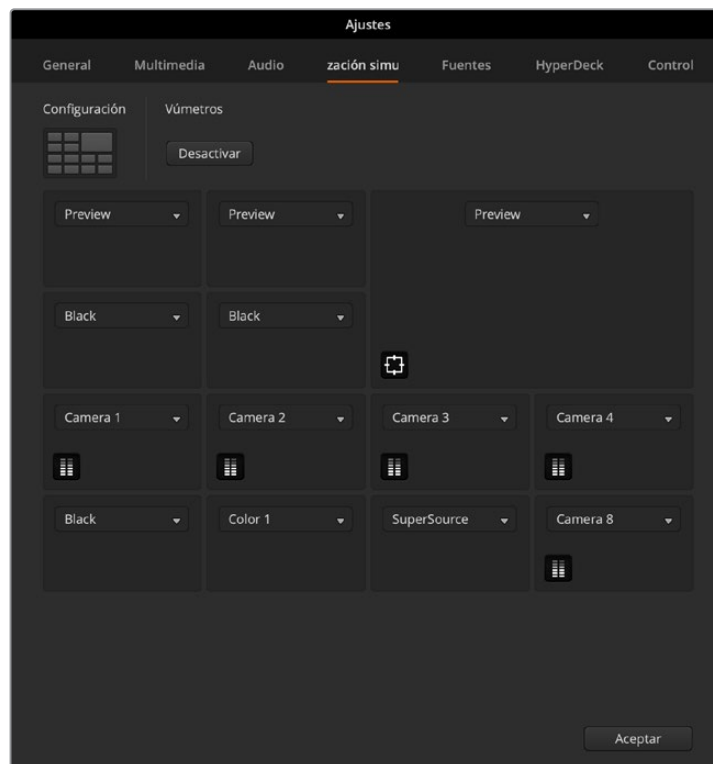 Ajustes
General Multimedia Audio zación simu Fuentes HyperDeck Control
Configuración Vúmetros
Desactivar
Preview Preview Preview
Black Black
Camera 1 Camera 2 Camera 3 Camera 4
Black Color 1 SuperSource Camera 8
Aceptar